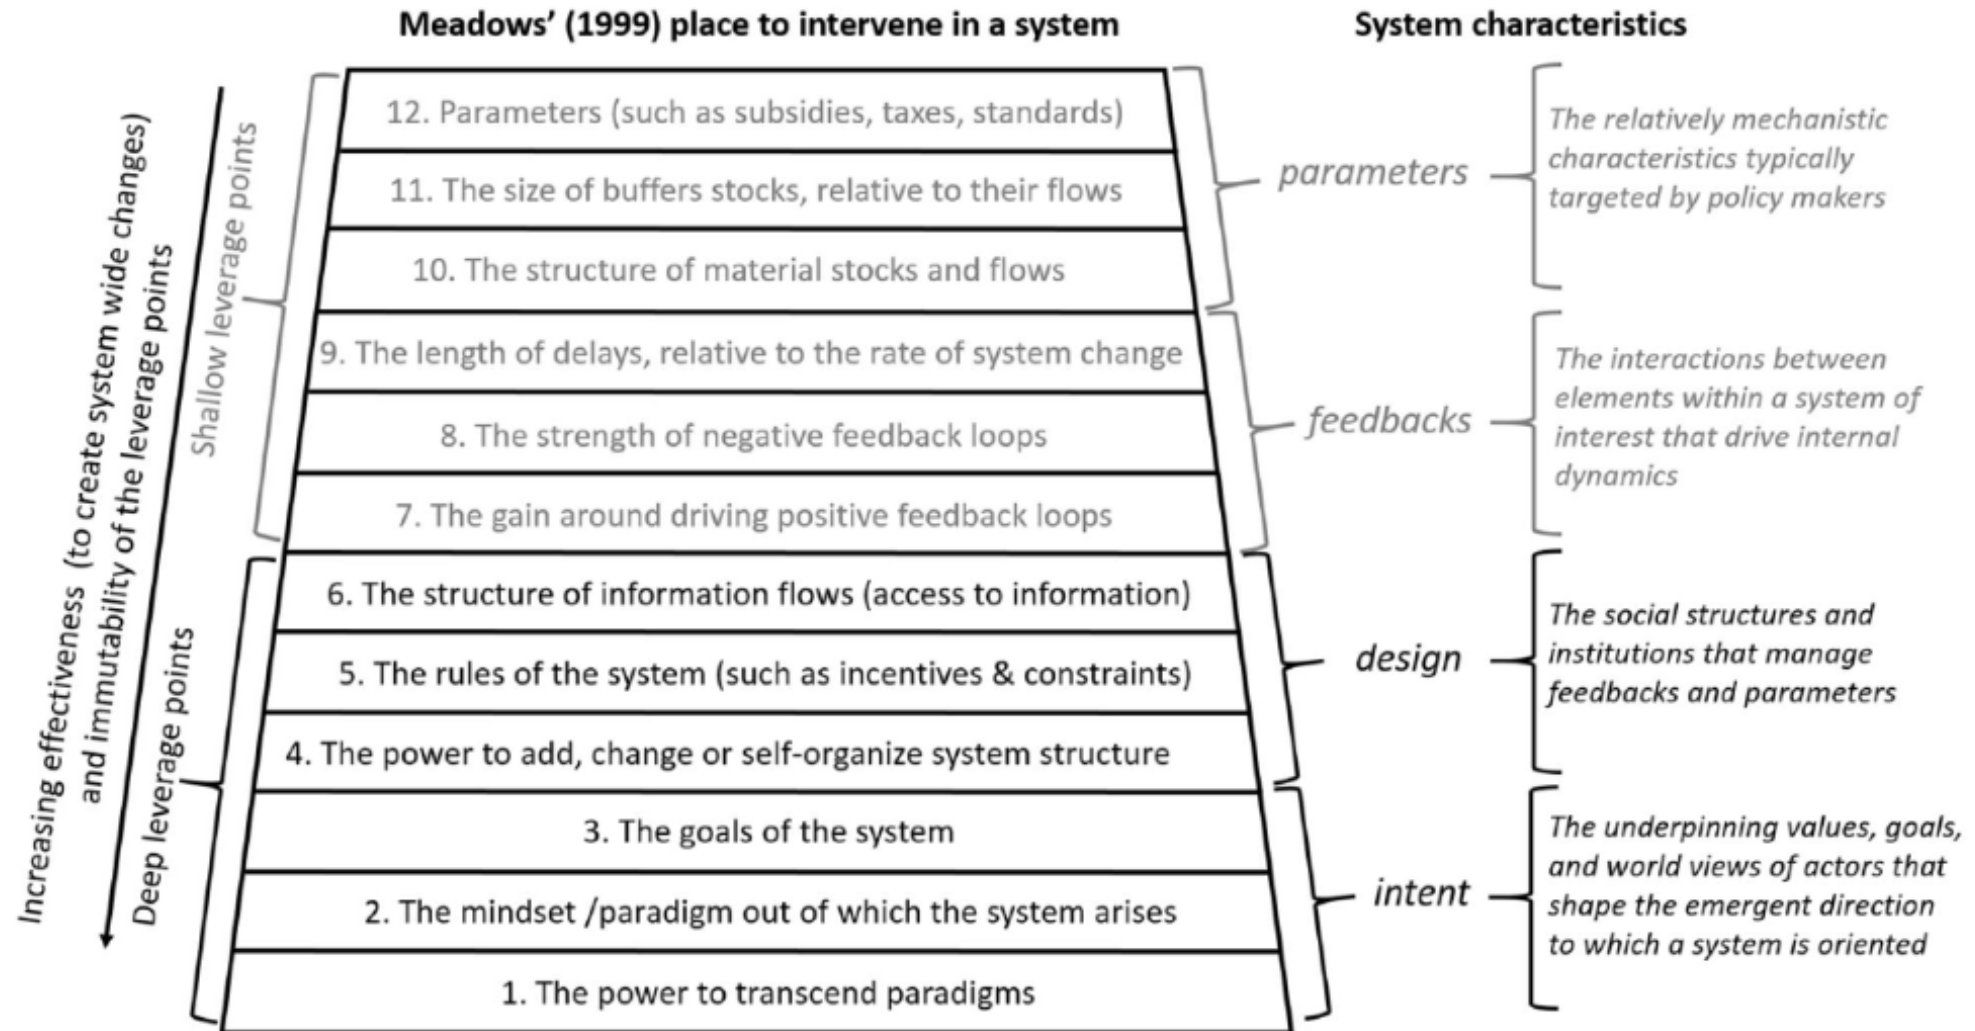 Meadows’ (1999) place to intervene in a system
System characteristics
Increasing effectiveness (to create system wide changes)
and immutability of the leverage points
Shallow leverage points
Deep leverage points
12. Parameters (such as subsidies, taxes, standards)
11. The size of buffers stocks, relative to their flows
10. The structure of material stocks and flows
9. The length of delays, relative to the rate of system change
8. The strength of negative feedback loops
7. The gain around driving positive feedback loops
6. The structure of information flows (access to information)
5. The rules of the system (such as incentives & constraints)
4. The power to add, change or self-organize system structure
3. The goals of the system
2. The mindset /paradigm out of which the system arises
1. The power to transcend paradigms
parameters
The relatively mechanistic
characteristics typically
targeted by policy makers
feedbacks
The interactions between
elements within a system of
interest that drive internal
dynamics
design
The social structures and
institutions that manage
feedbacks and parameters
intent
The underpinning values, goals,
and world views of actors that
shape the emergent direction
to which a system is oriented